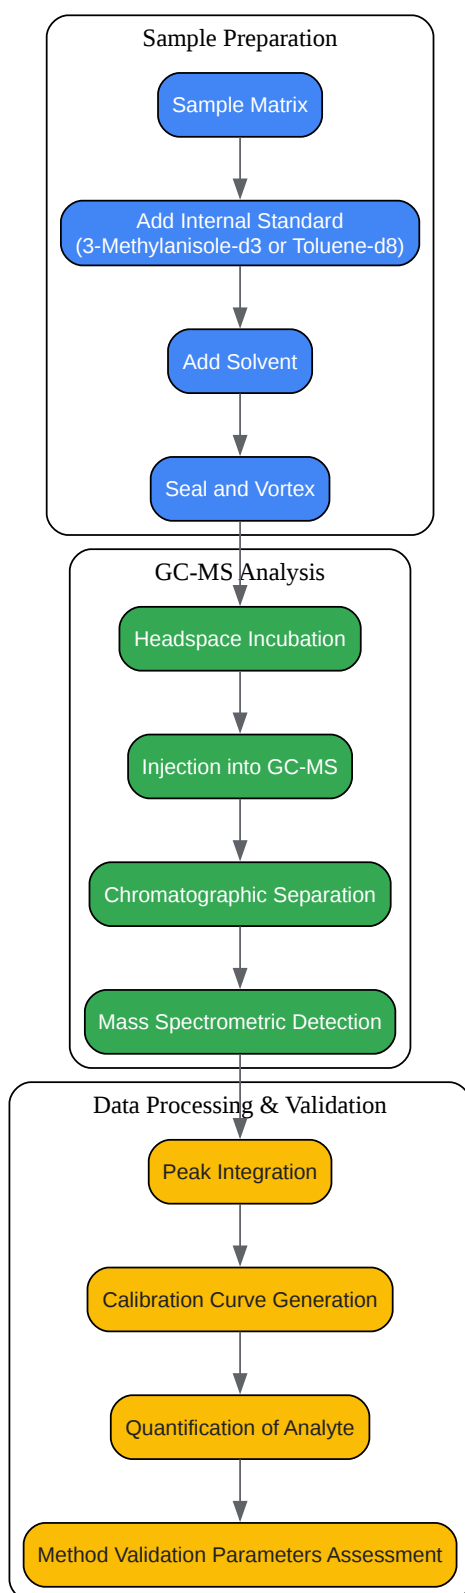 Sample Preparation
Sample Matrix
Add Internal Standard
(3-Methylanisole-d3 or Toluene-d8)
Add Solvent
Seal and Vortex
GC-MS Analysis
Headspace Incubation
Injection into GC-MS
Chromatographic Separation
Mass Spectrometric Detection
Data Processing & Validation
Peak Integration
Calibration Curve Generation
Quantification of Analyte
Method Validation Parameters Assessment